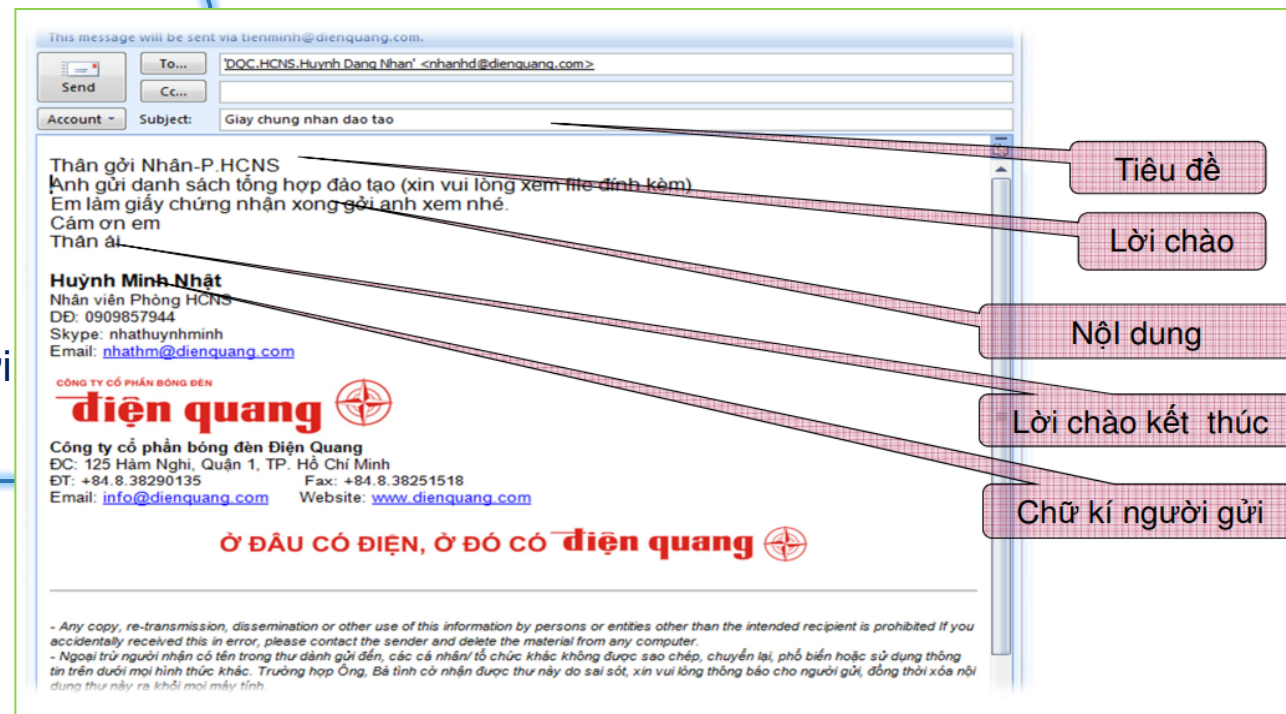 This message will be sent via tienminh@dienquang.com.
To...
'DQC.HCNS.Huynh Dang Nhan' <nhanhd@dienquang.com>
Send
Cc...
Account
Subject:
Giay chung nhan dao tao
Thân gởi Nhân-P.HCNS
Anh gửi danh sách tổng hợp đào tạo (xin vui lòng xem file đính kèm)
Em làm giấy chứng nhận xong gởi anh xem nhé.
Cám ơn em
Thân ái
Huỳnh Minh Nhật
Nhân viên Phòng HCNS
DĐ: 0909857944
Skype: nhathuynhminh
Email: nhathm@dienquang.com
CÔNG TY CỔ PHẦN BÓNG ĐÈN
điện quang
Công ty cổ phần bóng đèn Điện Quang
ĐC: 125 Hàm Nghi, Quận 1, TP. Hồ Chí Minh
ĐT: +84.8.38290135 Fax: +84.8.38251518
Email: info@dienquang.com Website: www.dienquang.com
Ở ĐÂU CÓ ĐIỆN, Ở ĐÓ CÓ điện quang
- Any copy, re-transmission, dissemination or other use of this information by persons or entities other than the intended recipient is prohibited If you
accidentally received this in error, please contact the sender and delete the material from any computer.
- Ngoại trừ người nhận có tên trong thư dành gửi đến, các cá nhân/ tổ chức khác không được sao chép, chuyển lại, phổ biến hoặc sử dụng thông
tin trên dưới mọi hình thức khác. Trường hợp Ông, Bà tình cờ nhận được thư này do sai sót, xin vui lòng thông báo cho người gửi, đồng thời xóa nội
dung thư này ra khỏi mọi máy tính.
Tiêu đề
Lời chào
NộI dung
Lời chào kết thúc
Chữ kí người gửi